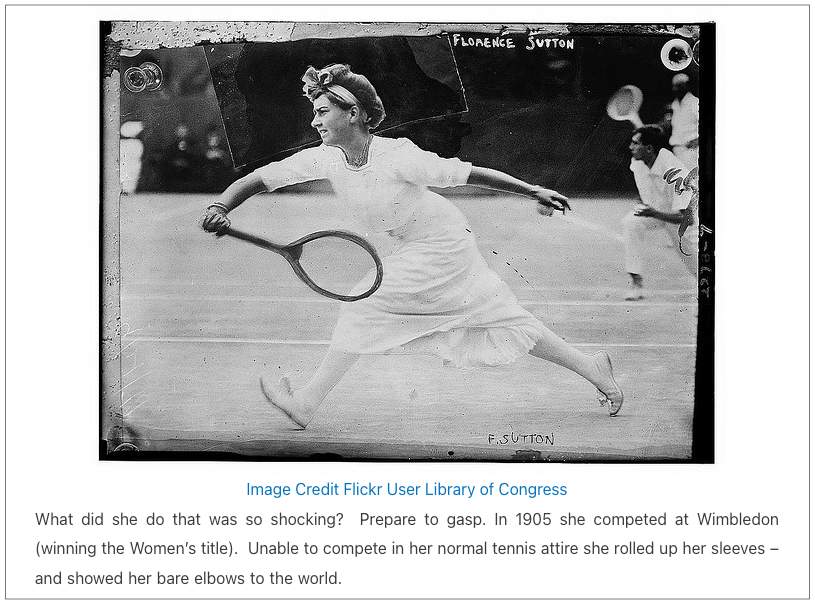 FLORENCE SUTTON
F. SUTTON
Image Credit Flickr User Library of Congress
What did she do that was so shocking? Prepare to gasp. In 1905 she competed at Wimbledon
(winning the Women's title). Unable to compete in her normal tennis attire she rolled up her sleeves –
and showed her bare elbows to the world.